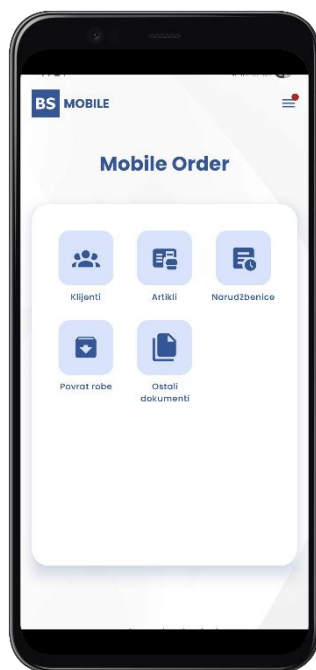 BS MOBILE
Mobile Order
Klijenti Artikli Narudžbenice
Povrat robe Ostali
dokumenti